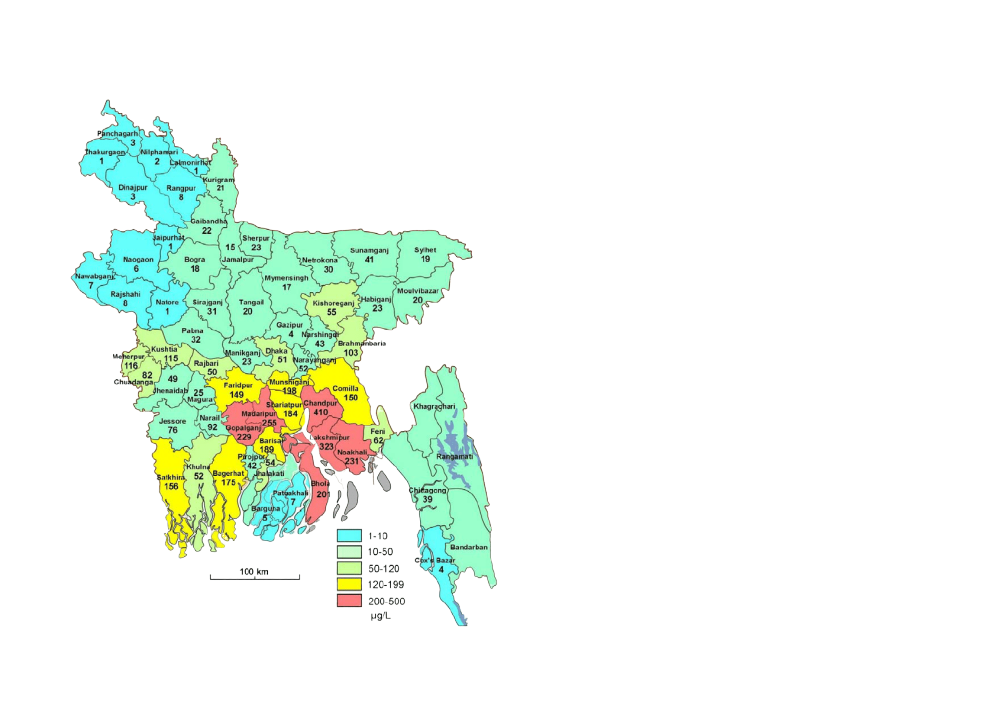 Panchagarh
3
Thakurgaon
1
Nilphamari
2
Lalmonirhat
1
Kurigram
21
Dinajpur
3
Rangpur
8
Gaibandha
22
Jaipurhat
1
15
Jamalpur
Sherpur
23
Sunamganj
41
Sylhet
19
Naogaon
6
Bogra
18
Netrokona
30
Nawabganj
7
Mymensingh
17
Rajshahi
8
Natore
1
Sirajganj
31
Tangail
20
Kishoreganj
55
Habiganj
23
Moulvibazar
20
Pabna
32
Gazipur
4
Narshingdi
43
Brahmanbaria
103
Kushtia
115
Meherpur
116
Rajbari
50
Manikganj
23
Dhaka
51
Narayanganj
52
82
Chuadanga
49
Jhenaidah
25
Magura
Faridpur
149
Munshiganj
198
Comilla
150
Shariatpur
184
Chandpur
410
Madaripur
255
Jessore
76
Narail
92
Gopalganj
229
Khagrachari
Feni
62
Lakshmipur
323
Noakhali
231
Barisal
189
Pirojpur
42
54
Jhalakati
Rangamati
Satkhira
156
Khulna
52
Bagerhat
175
Bhola
201
Patuakhali
7
Barguna
5
Chittagong
39
Bandarban
Cox's Bazar
4
1-10
10-50
50-120
120-199
200-500
µg/L
100 km